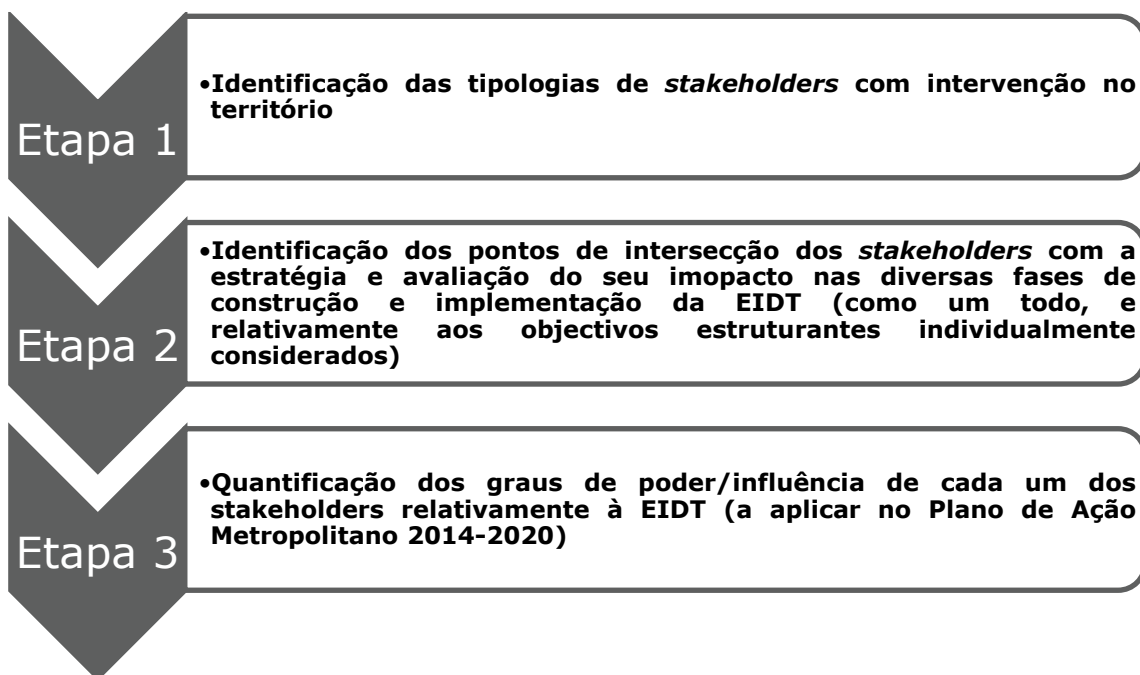 Etapa 1
•Identificação das tipologias de stakeholders com intervenção no
território
Etapa 2
•Identificação dos pontos de intersecção dos stakeholders com a
estratégia e avaliação do seu imopacto nas diversas fases de
construção e implementação da EIDT (como um todo, e
relativamente aos objectivos estruturantes individualmente
considerados)
Etapa 3
•Quantificação dos graus de poder/influência de cada um dos
stakeholders relativamente à EIDT (a aplicar no Plano de Ação
Metropolitano 2014-2020)